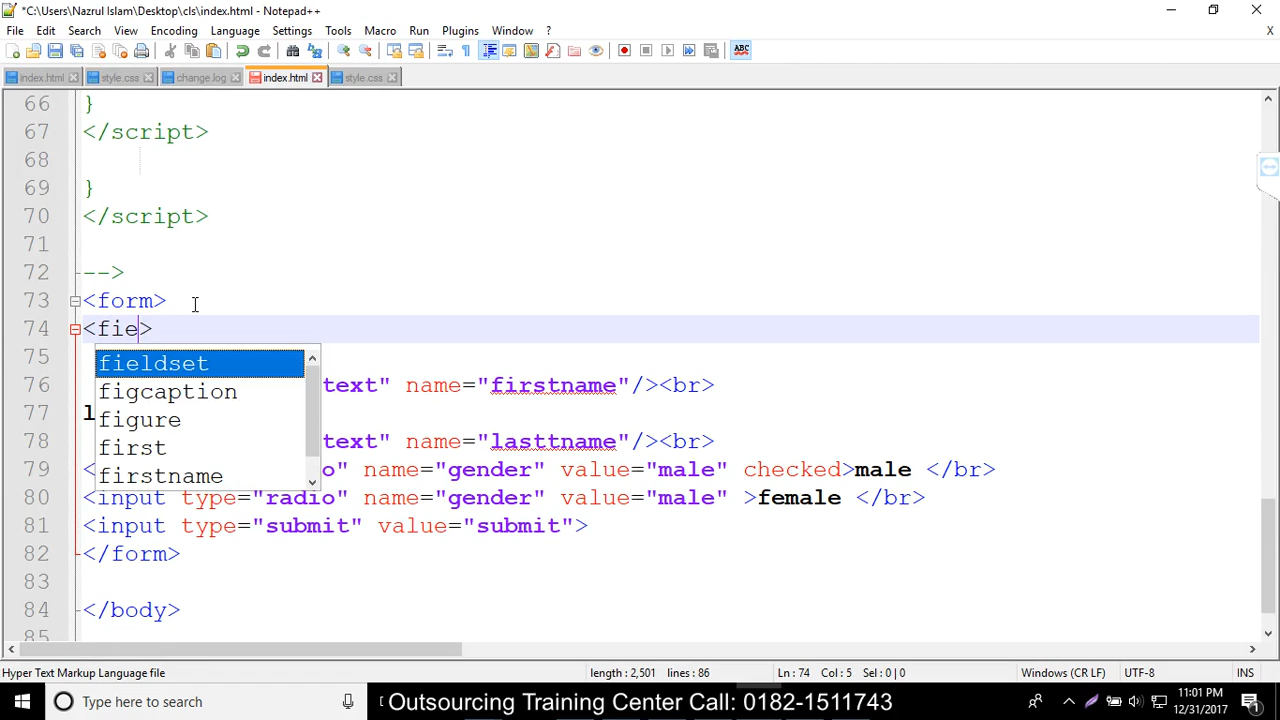 *C:\Users\Nazrul Islam\Desktop\cls\index.html - Notepad++
File Edit Search View Encoding Language Settings Tools Macro Run Plugins Window ?
X
ABC
index.html style.css change.log index.html style.css
66 }
67 </script>
68
69 }
70 </script>
71
72 -->
73 <form>
74 <fie>
75
fieldset
76 text" name="firstname"/><br>
figcaption
77 l
figure
78 text" name="lasttname"/><br>
first
79 < o" name="gender" value="male" checked>male </br>
firstname
80 <input type="radio" name="gender" value="male" >female </br>
81 <input type="submit" value="submit">
82 </form>
83
84 </body>
85
Hyper Text Markup Language file length : 2,501 lines : 86 Ln : 74 Col : 5 Sel : 0 | 0 Windows (CR LF) UTF-8 INS
Type here to search
[Outsourcing Training Center Call: 0182-1511743
11:01 PM
12/31/2017
1